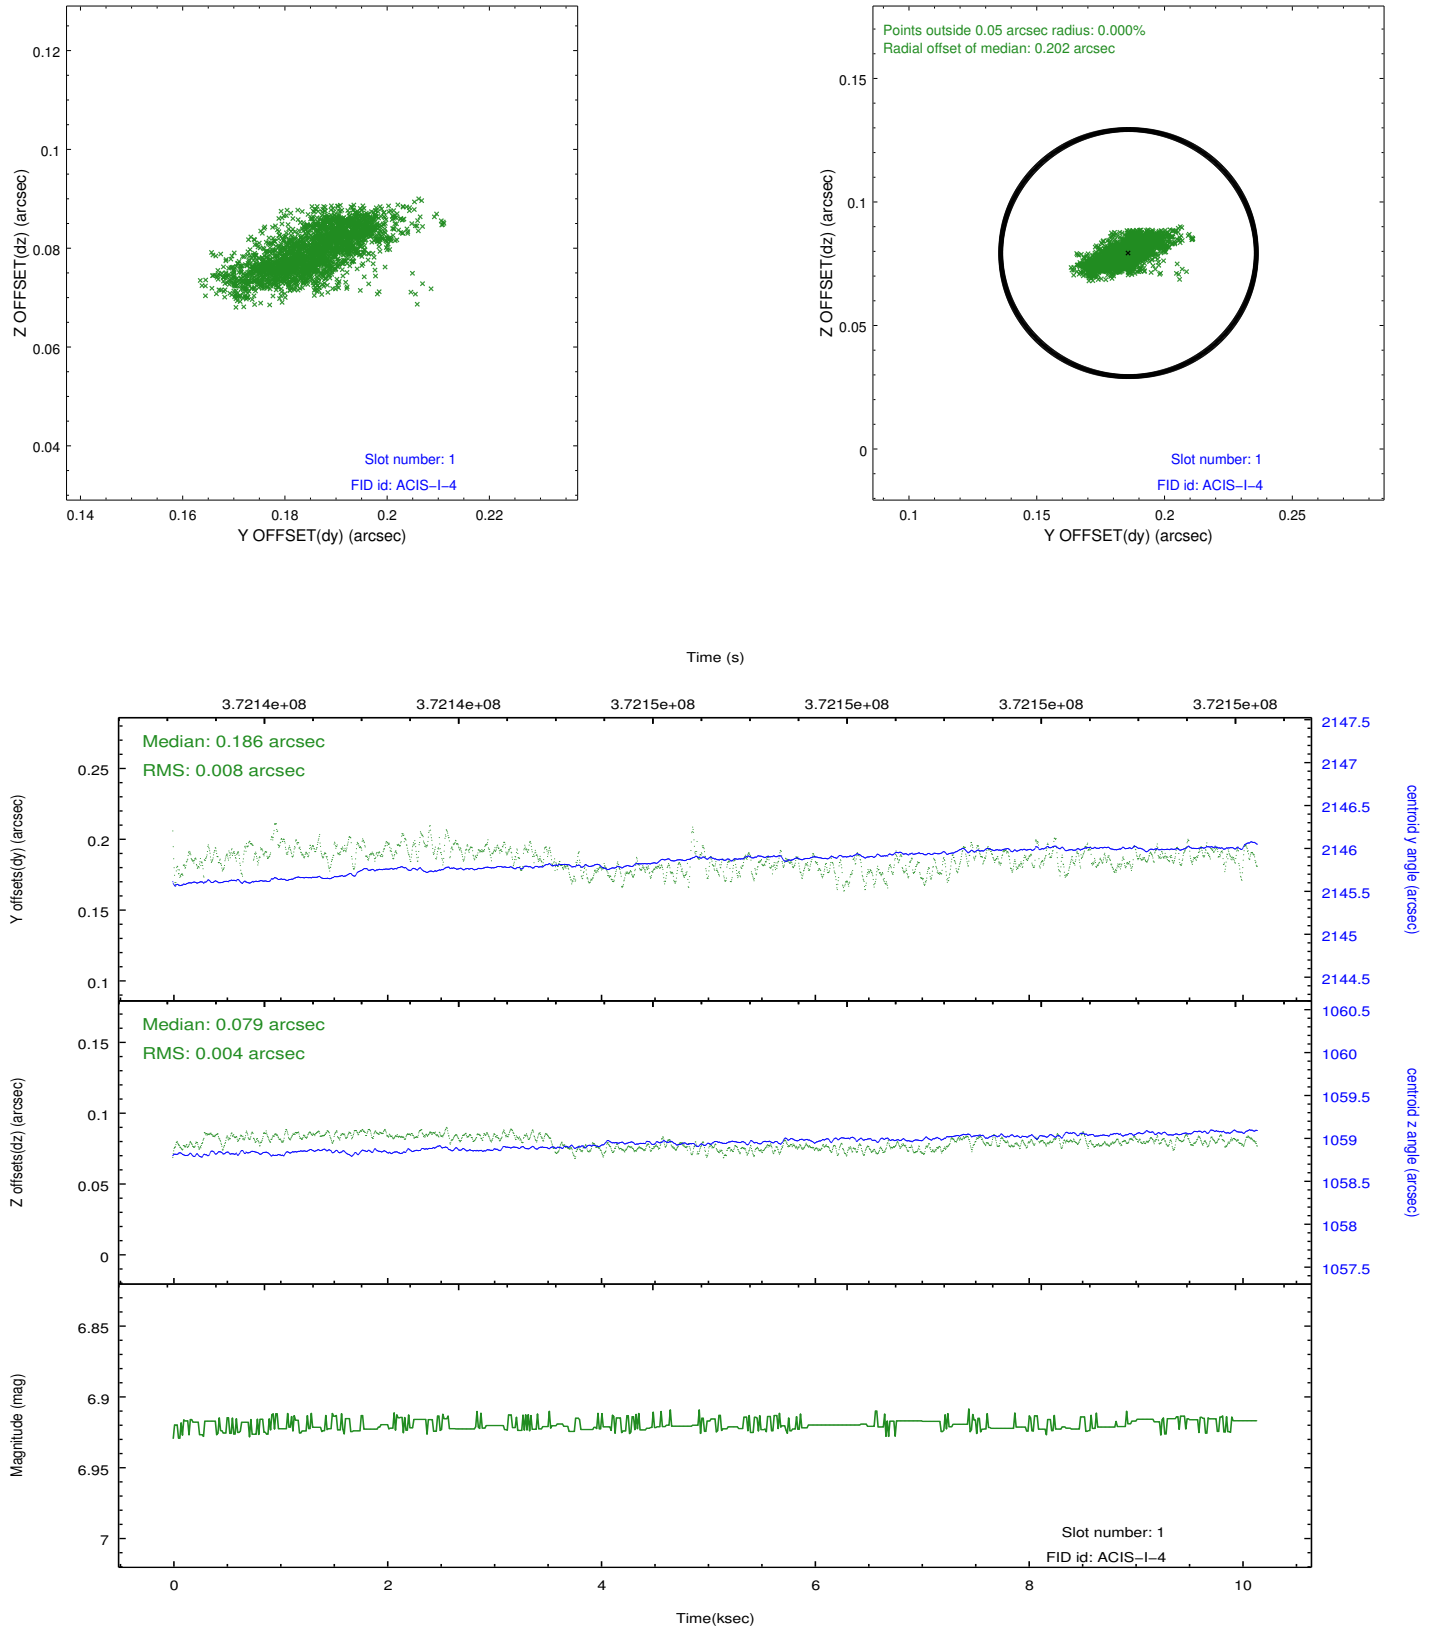 0.12
0.1
0.08
0.06
0.04
Z OFFSET(dz) (arcsec)
Slot number: 1
FID id: ACIS−I−4
0.14 0.16 0.18 0.2 0.22
Y OFFSET(dy) (arcsec)
Points outside 0.05 arcsec radius: 0.000%
Radial offset of median: 0.202 arcsec
0.15
0.1
0.05
0
Z OFFSET(dz) (arcsec)
Slot number: 1
FID id: ACIS−I−4
0.1 0.15 0.2 0.25
Y OFFSET(dy) (arcsec)
Time (s)
3.7214e+08 3.7214e+08 3.7215e+08 3.7215e+08 3.7215e+08 3.7215e+08
Median: 0.186 arcsec
RMS: 0.008 arcsec
0.25
0.2
0.15
0.1
Y offsets(dy) (arcsec)
2147.5
2147
2146.5
2146
2145.5
2145
2144.5
centroid y angle (arcsec)
Median: 0.079 arcsec
RMS: 0.004 arcsec
0.15
0.1
0.05
0
Z offsets(dz) (arcsec)
1060.5
1060
1059.5
1059
1058.5
1058
1057.5
centroid z angle (arcsec)
6.85
6.9
6.95
7
Magnitude (mag)
Slot number: 1
FID id: ACIS−I−4
0 2 4 6 8 10
Time(ksec)